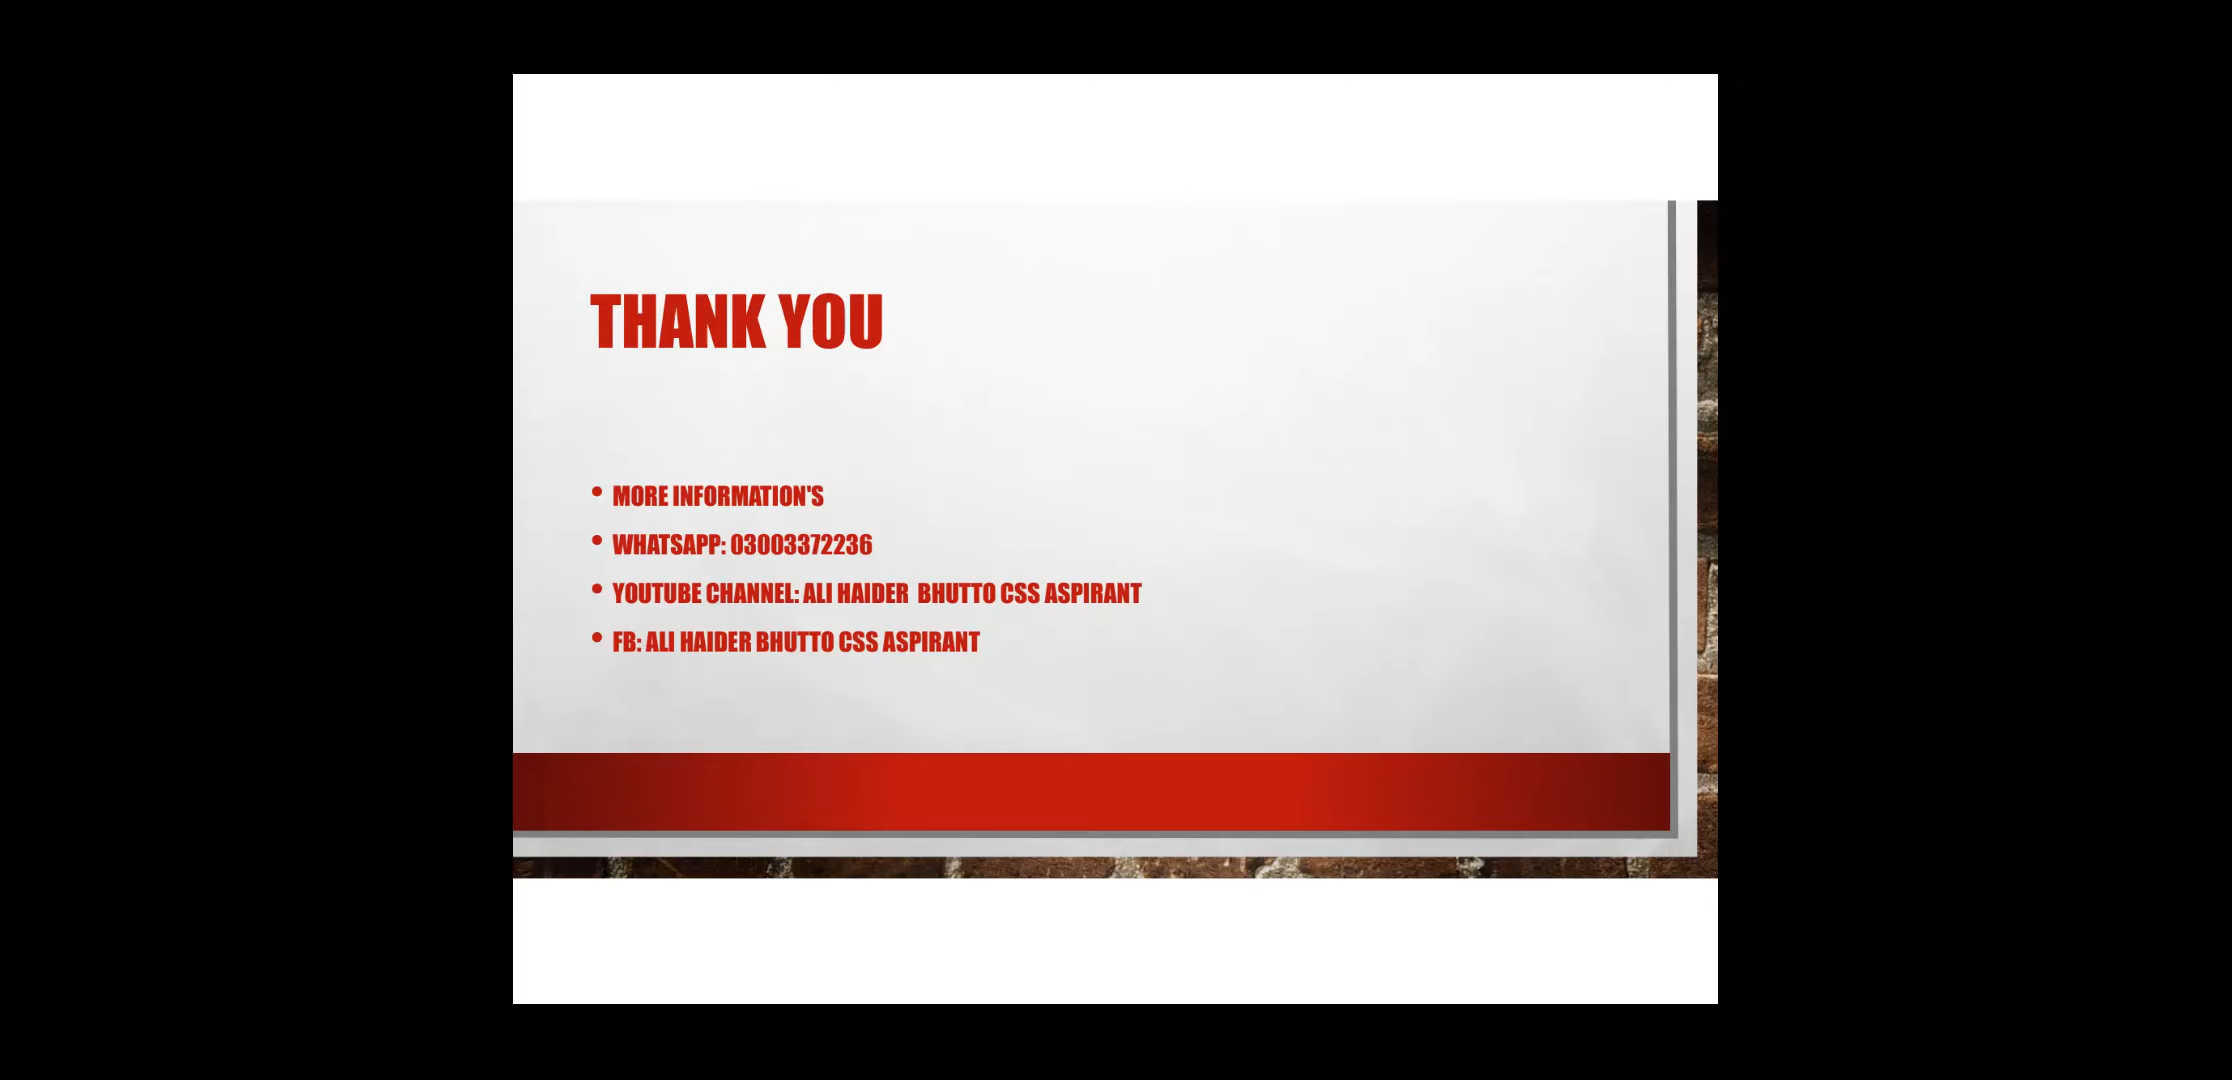 THANK YOU
• MORE INFORMATION'S
• WHATSAPP: 03003372236
• YOUTUBE CHANNEL: ALI HAIDER  BHUTTO CSS ASPIRANT
• FB: ALI HAIDER BHUTTO CSS ASPIRANT